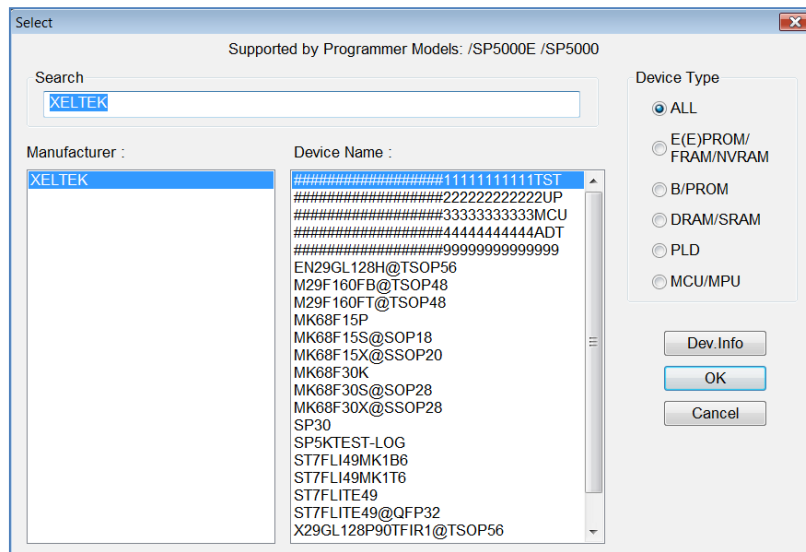 Select
Supported by Programmer Models: /SP5000E /SP5000
Search
XELTEK
Manufacturer :
XELTEK
Device Name :
##################11111111111TST
##################222222222222UP
##################33333333333MCU
##################44444444444ADT
##################99999999999999
EN29GL128H@TSOP56
M29F160FB@TSOP48
M29F160FT@TSOP48
MK68F15P
MK68F15S@SOP18
MK68F15X@SSOP20
MK68F30K
MK68F30S@SOP28
MK68F30X@SSOP28
SP30
SP5KTEST-LOG
ST7FLI49MK1B6
ST7FLI49MK1T6
ST7FLITE49
ST7FLITE49@QFP32
X29GL128P90TFIR1@TSOP56
Device Type
ALL
E(E)PROM/
FRAM/NVRAM
B/PROM
DRAM/SRAM
PLD
MCU/MPU
Dev.Info
OK
Cancel